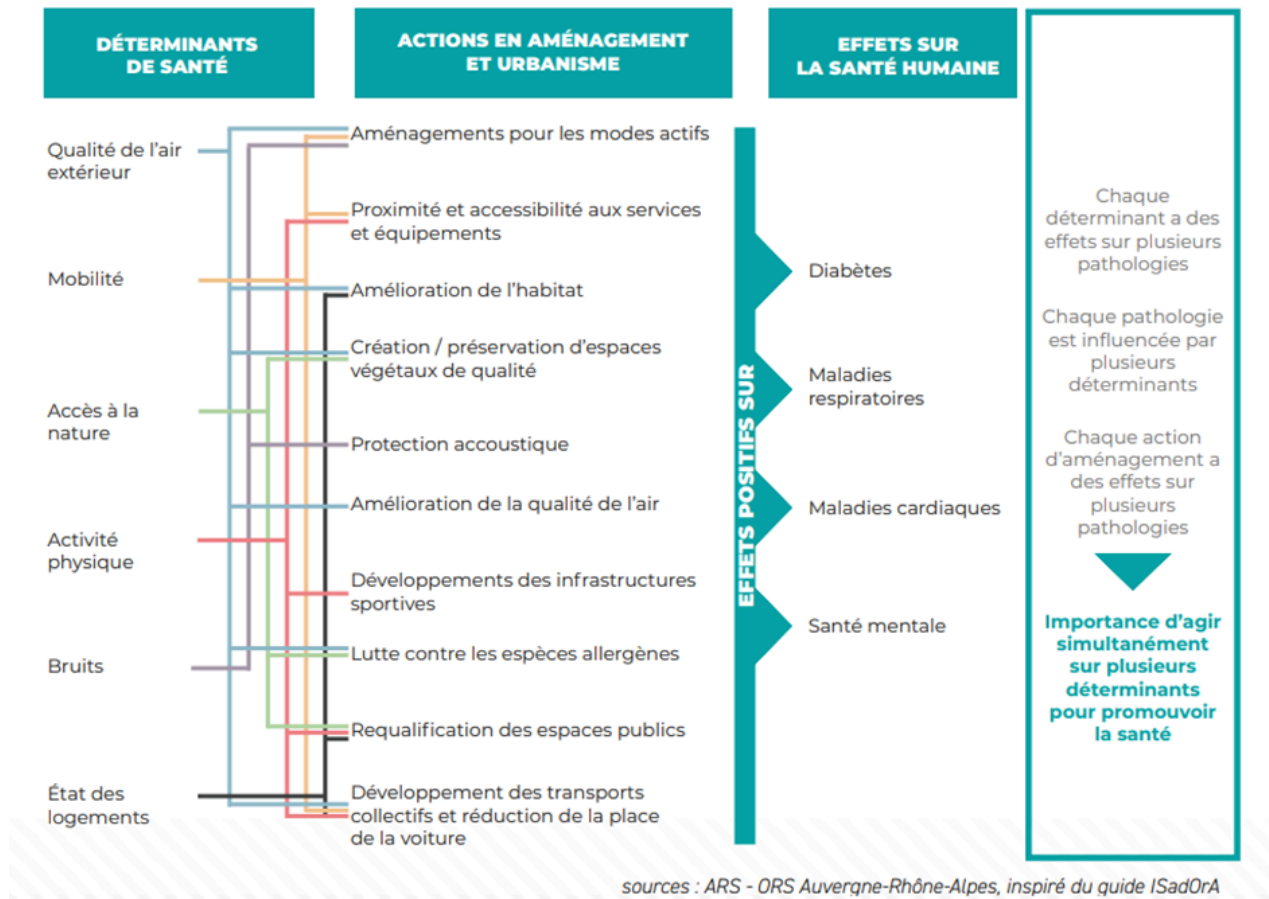 DÉTERMINANTS
DE SANTÉ
ACTIONS EN AMÉNAGEMENT
ET URBANISME
EFFETS SUR
LA SANTÉ HUMAINE
Qualité de l'air
extérieur
Mobilité
Accès à la
nature
Activité
physique
Bruits
État des
logements
Aménagements pour les modes actifs
Proximité et accessibilité aux services
et équipements
Amélioration de l'habitat
Création / préservation d'espaces
végétaux de qualité
Protection accoustique
Amélioration de la qualité de l'air
Développements des infrastructures
sportives
Lutte contre les espèces allergènes
Requalification des espaces publics
Développement des transports
collectifs et réduction de la place
de la voiture
EFFETS POSITIFS SUR
Diabètes
Maladies
respiratoires
Maladies cardiaques
Santé mentale
Chaque
déterminant a des
effets sur plusieurs
pathologies
Chaque pathologie
est influencée par
plusieurs
déterminants
Chaque action
d'aménagement a
des effets sur
plusieurs
pathologies
Importance d'agir
simultanément
sur plusieurs
déterminants
pour promouvoir
la santé
sources : ARS - ORS Auvergne-Rhône-Alpes, inspiré du guide ISadOrA